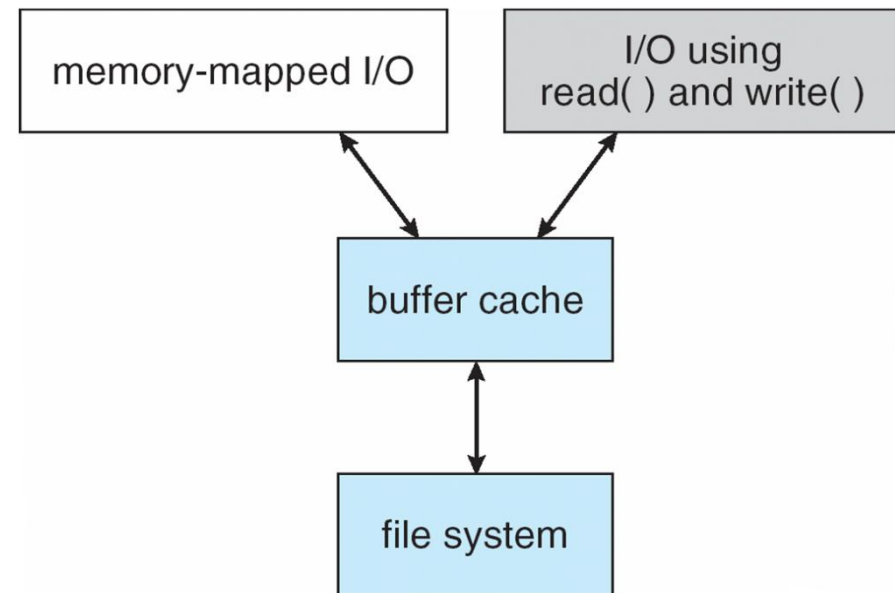 memory-mapped I/O
I/O using
read( ) and write( )
buffer cache
file system